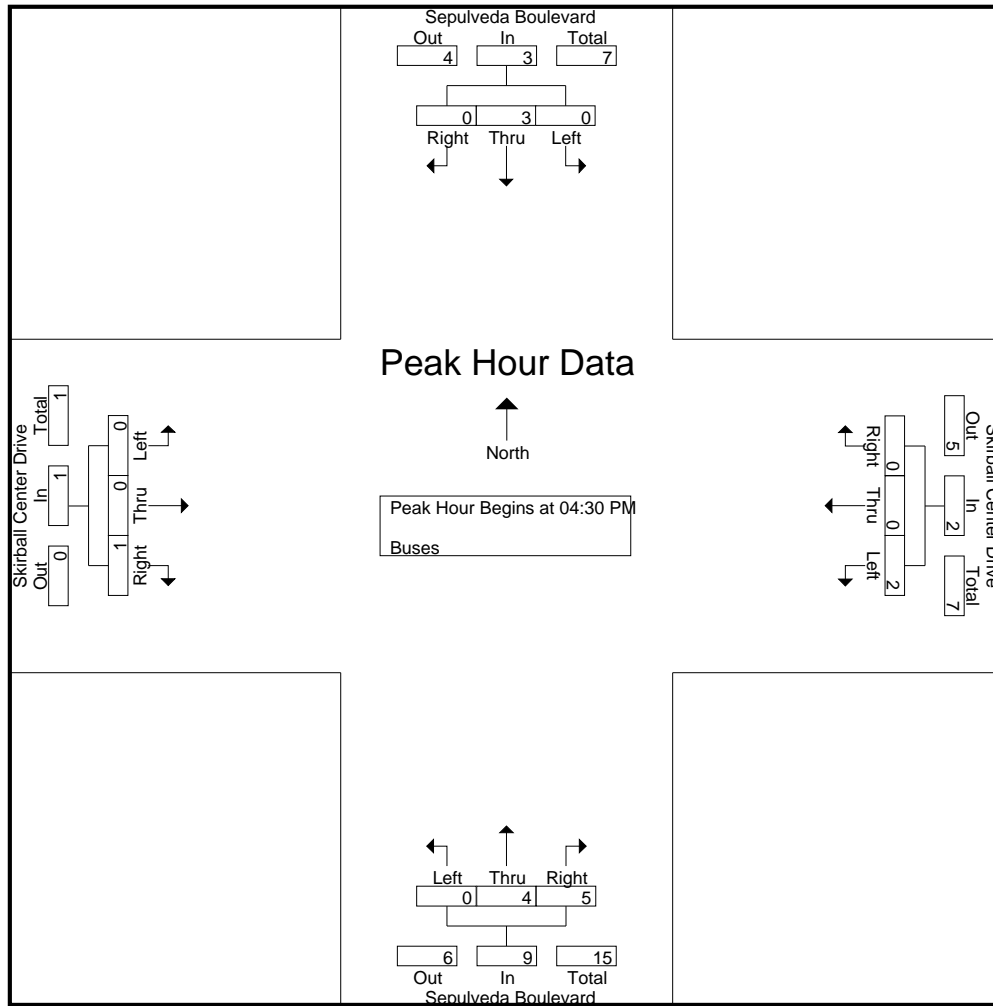 Sepulveda Boulevard
Out In Total
4 3 7
0 3 0
Right Thru Left
Peak Hour Data
North
Peak Hour Begins at 04:30 PM
Buses
Skirball Center Drive
Out In Total
0 1 1
1 0 0
Right Thru Left
Skirball Center Drive
Out In Total
5 2 7
0 0 2
Right Thru Left
Left Thru Right
0 4 5
6 9 15
Out In Total
Sepulveda Boulevard